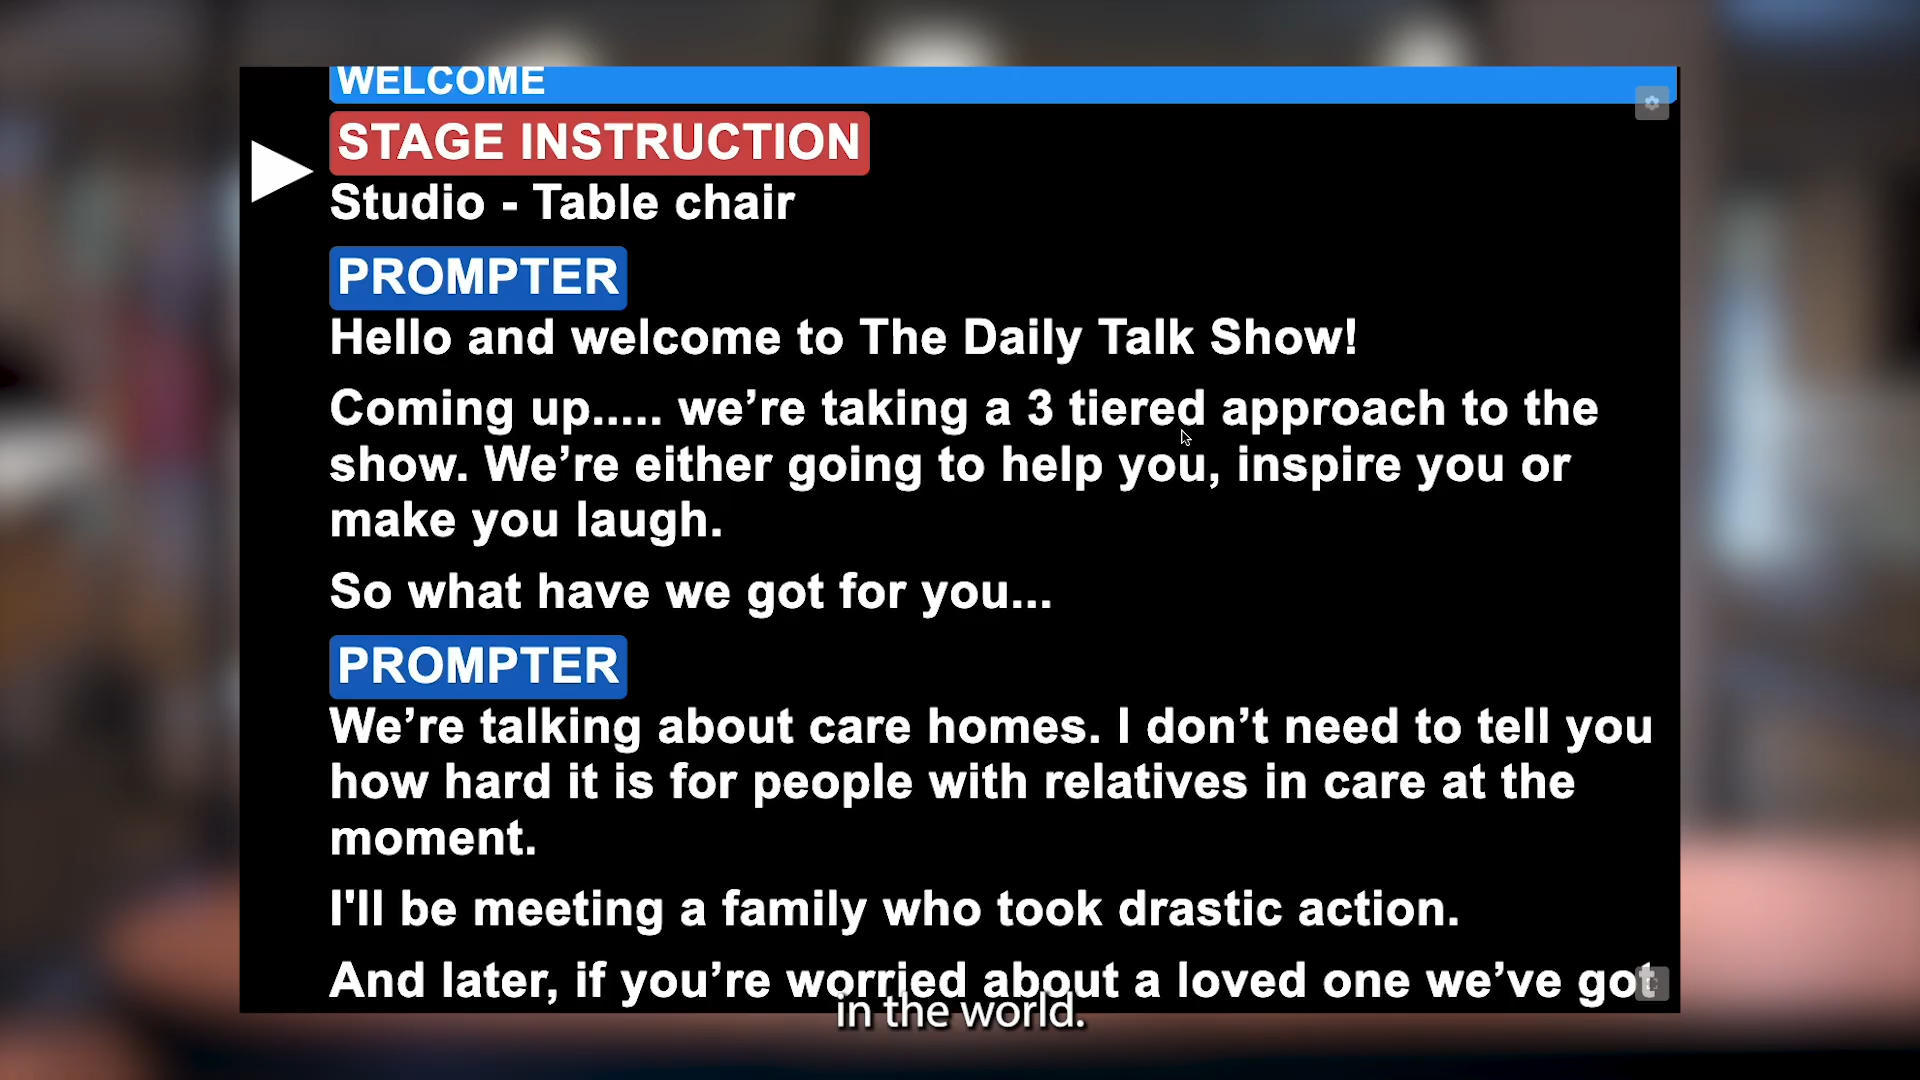 WELCOME
STAGE INSTRUCTION
Studio - Table chair
PROMPTER
Hello and welcome to The Daily Talk Show!
Coming up..... we’re taking a 3 tiered approach to the
show. We’re either going to help you, inspire you or
make you laugh.
So what have we got for you...
PROMPTER
We’re talking about care homes. I don’t need to tell you
how hard it is for people with relatives in care at the
moment.
I'll be meeting a family who took drastic action.
And later, if you’re worried about a loved one we’ve got
in the world.